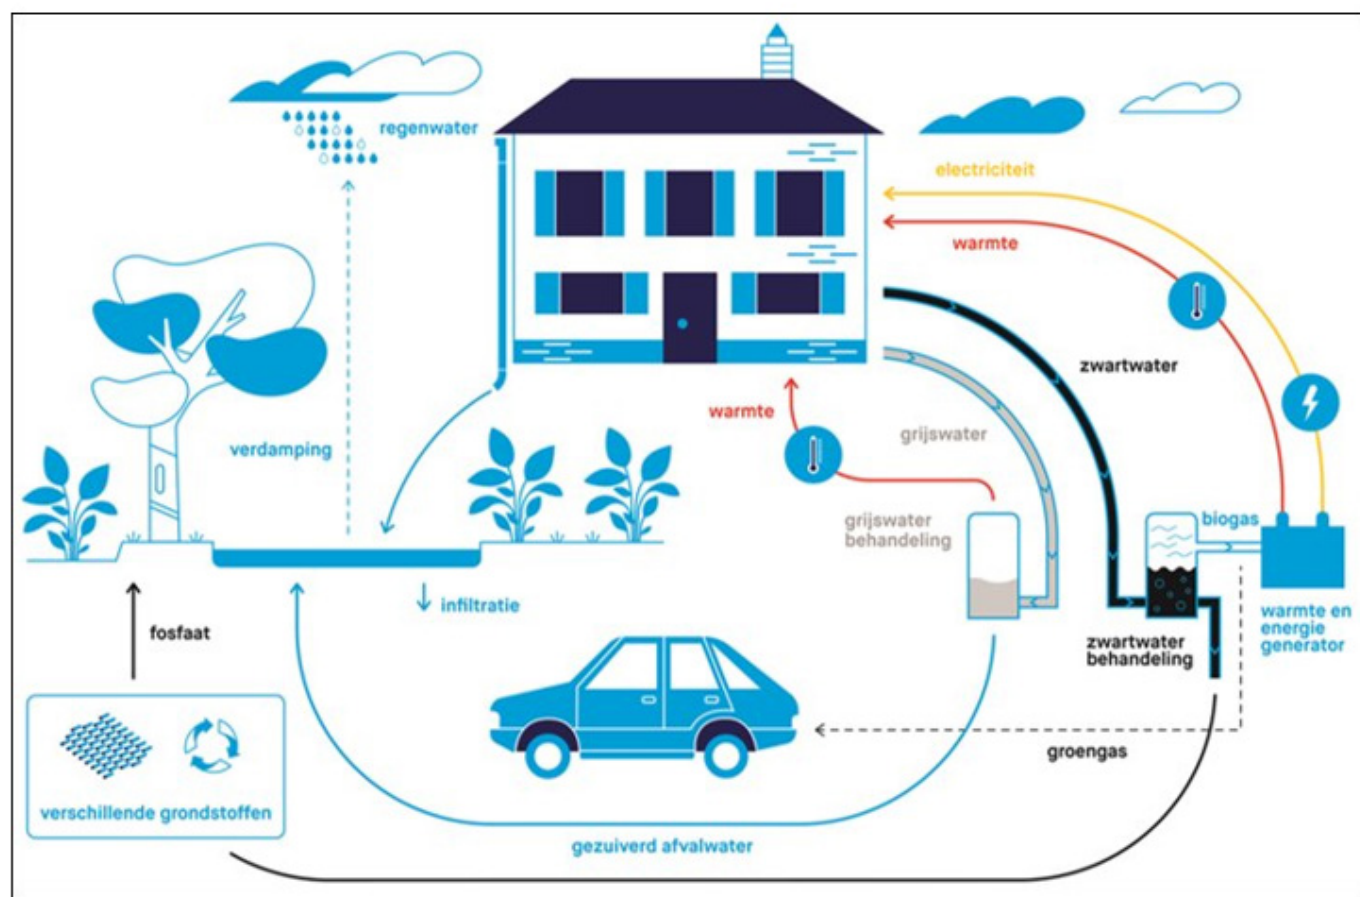 regenwater
electriciteit
warmte
zwartwater
warmte
grijswater
verdamping
grijswater
behandeling
biogas
infiltratie
fosfaat
zwartwater
behandeling
warmte en
energie
generator
groengas
verschillende grondstoffen
gezuiverd afvalwater